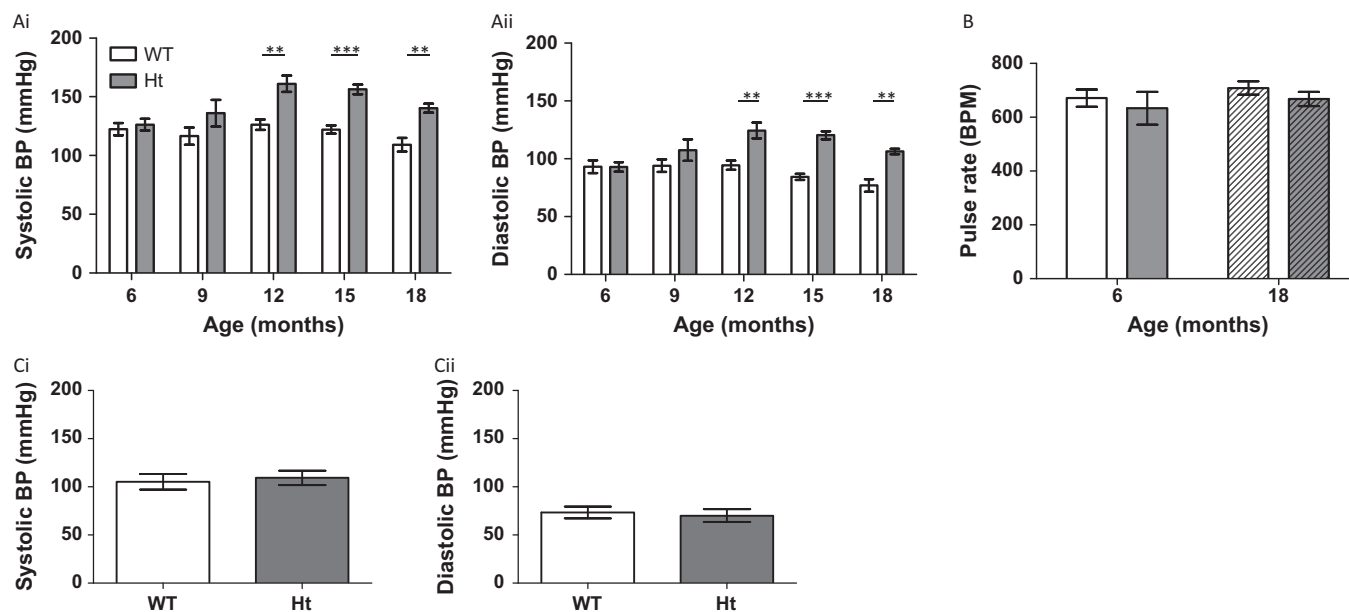 Ai
Systolic BP (mmHg)
200
150
100
50
0
WT
Ht
**
***
**
6 9 12 15 18
Age (months)
Aii
Diastolic BP (mmHg)
200
150
100
50
0
**
***
**
6 9 12 15 18
Age (months)
B
Pulse rate (BPM)
800
600
400
200
0
6 18
Age (months)
Ci
Systolic BP (mmHg)
200
150
100
50
0
WT Ht
Cii
Diastolic BP (mmHg)
200
150
100
50
0
WT Ht